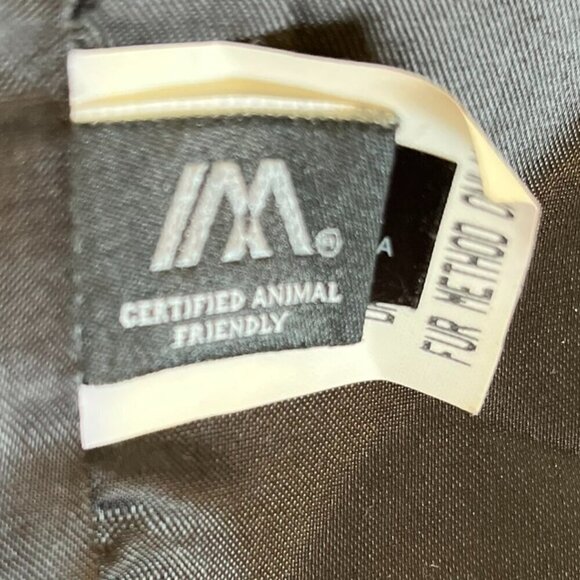 M®
CERTIFIED ANIMAL
FRIENDLY
A
FUR METHOD